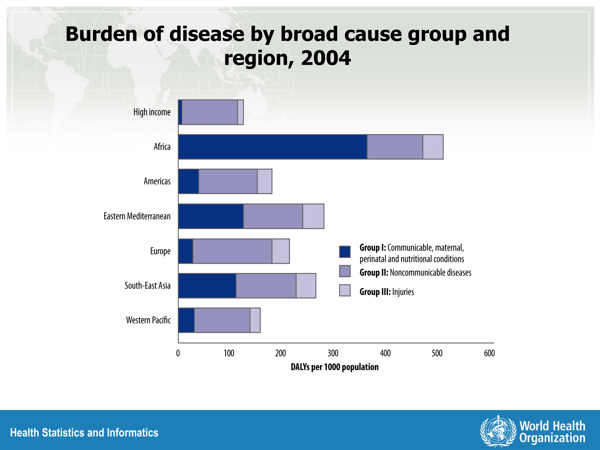 Burden of disease by broad cause group and
region, 2004
High income
Africa
Americas
Eastern Mediterranean
Europe
South-East Asia
Western Pacific
Group I: Communicable, maternal,
perinatal and nutritional conditions
Group II: Noncommunicable diseases
Group III: Injuries
0 100 200 300 400 500 600
DALYs per 1000 population
Health Statistics and Informatics
World Health
Organization